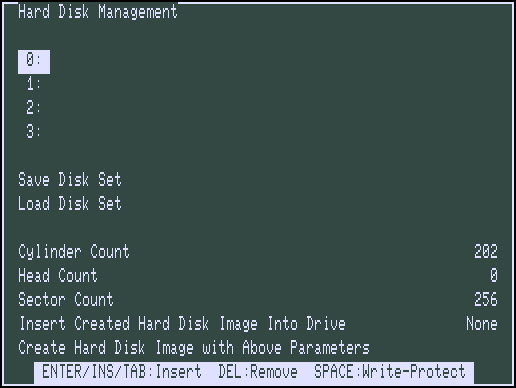 Hard Disk Management
0:
1:
2:
3:
Save Disk Set
Load Disk Set
Cylinder Count 202
Head Count 0
Sector Count 256
Insert Created Hard Disk Image Into Drive None
Create Hard Disk Image with Above Parameters
ENTER/INS/TAB:Insert DEL:Remove SPACE:Write-Protect